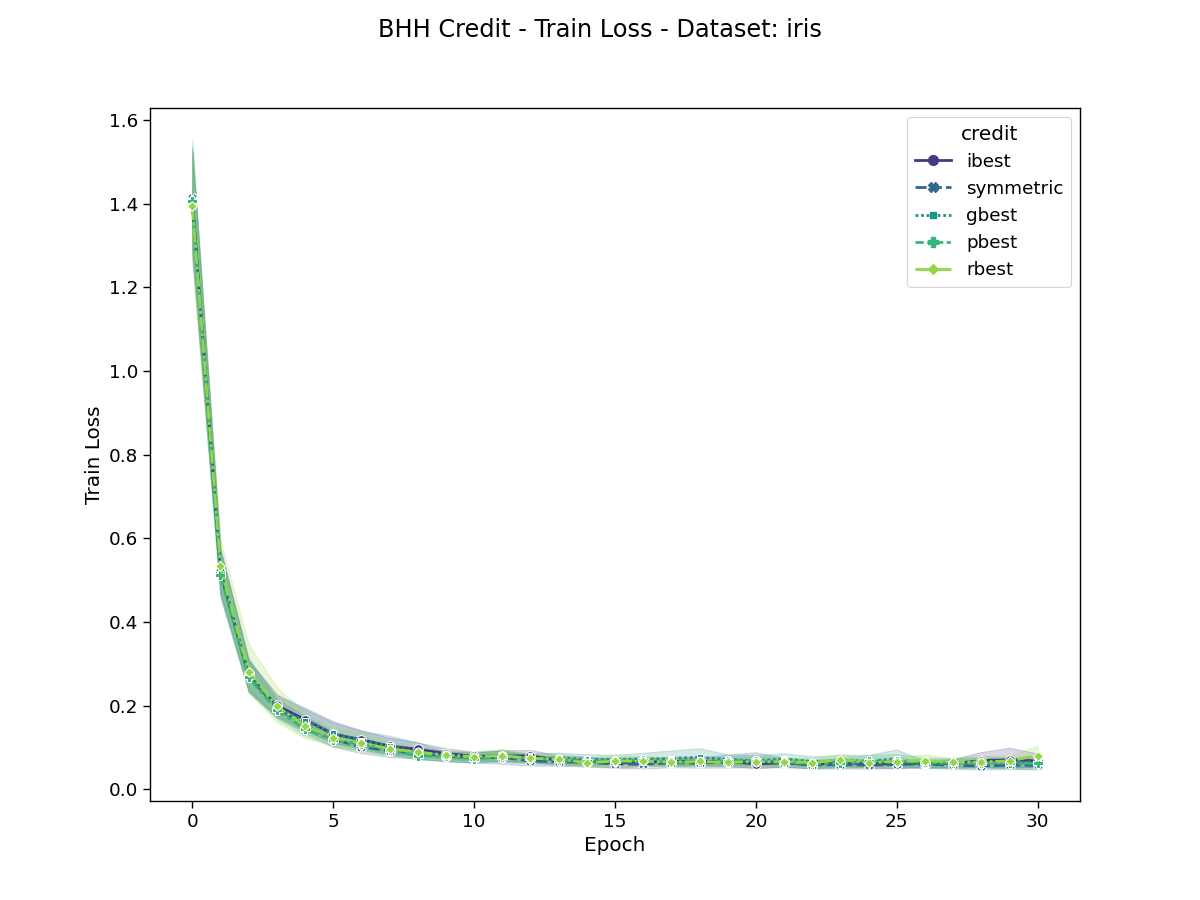 BHH Credit - Train Loss - Dataset: iris
1.6
1.4
1.2
1.0
0.8
0.6
0.4
0.2
0.0
Train Loss
credit
ibest
symmetric
gbest
pbest
rbest
0 5 10 15 20 25 30
Epoch